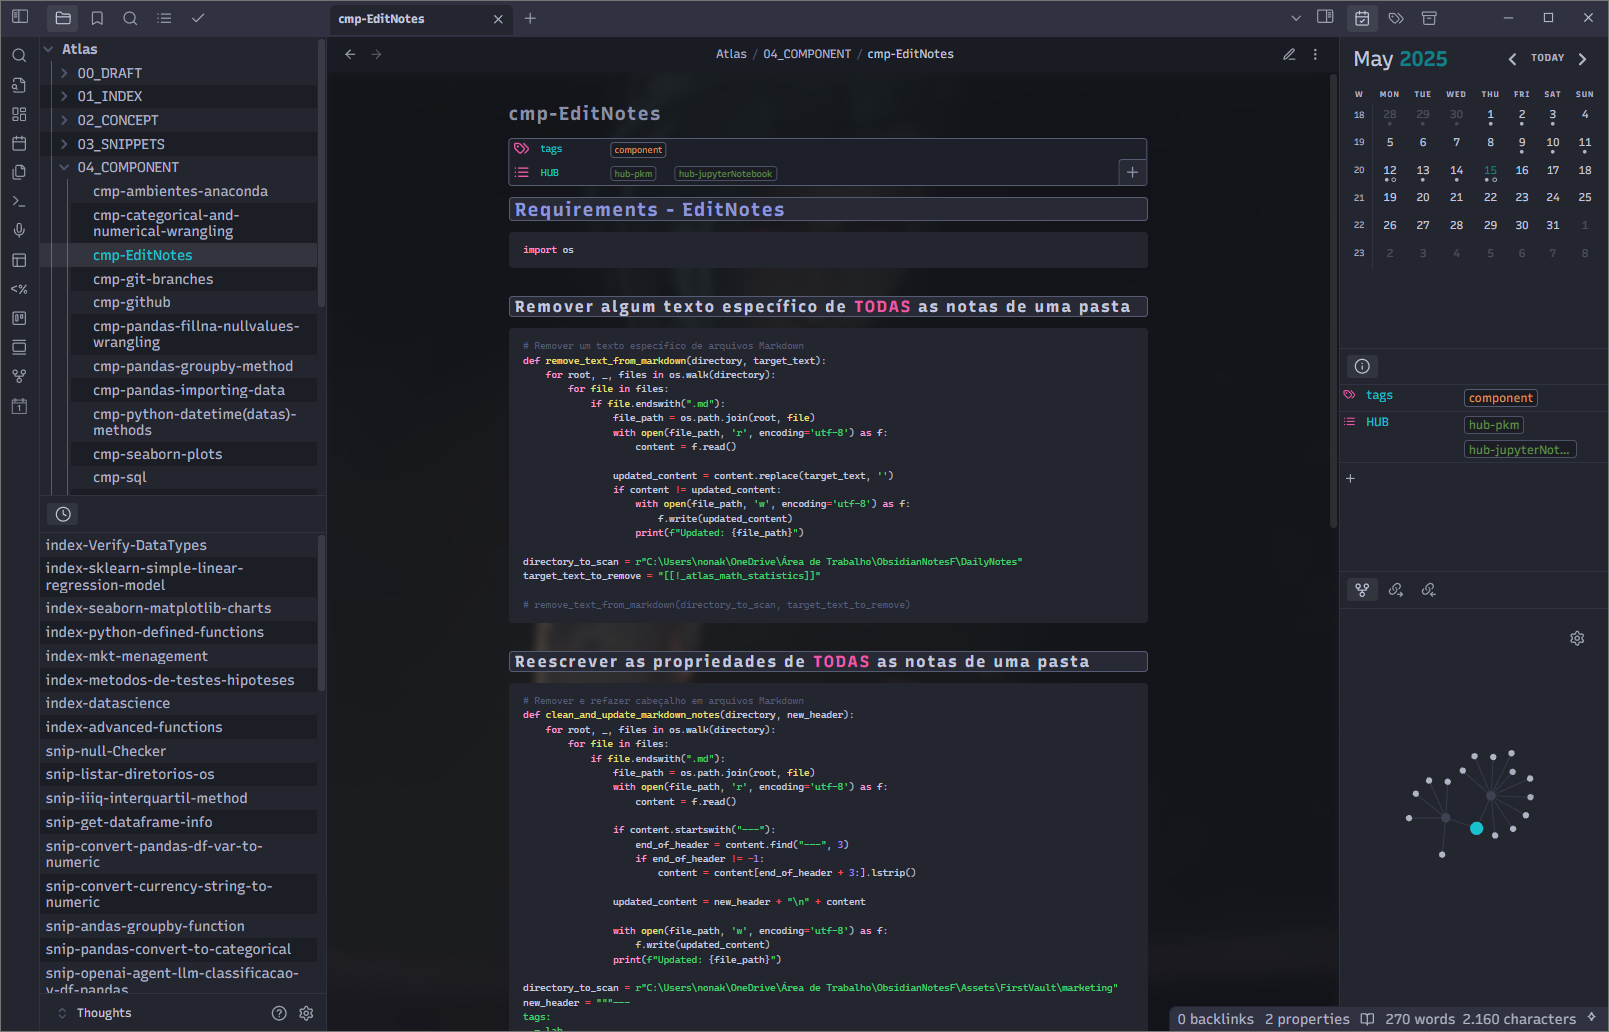 cmp-EditNotes
Atlas
00_DRAFT
01_INDEX
02_CONCEPT
03_SNIPPETS
04_COMPONENT
cmp-ambientes-anaconda
cmp-categorical-and-
numerical-wrangling
cmp-EditNotes
cmp-git-branches
cmp-github
cmp-pandas-fillna-nullvalues-
wrangling
cmp-pandas-groupby-method
cmp-pandas-importing-data
cmp-python-datetime(datas)-
methods
cmp-seaborn-plots
cmp-sql
index-Verify-DataTypes
index-sklearn-simple-linear-
regression-model
index-seaborn-matplotlib-charts
index-python-defined-functions
index-mkt-menagement
index-metodos-de-testes-hipoteses
index-datascience
index-advanced-functions
snip-null-Checker
snip-listar-diretorios-os
snip-iiiq-interquartil-method
snip-get-dataframe-info
snip-convert-pandas-df-var-to-
numeric
snip-convert-currency-string-to-
numeric
snip-andas-groupby-function
snip-pandas-convert-to-categorical
snip-openai-agent-llm-classificacao-
y-df-pandas
Thoughts
Atlas / 04_COMPONENT / cmp-EditNotes
cmp-EditNotes
tags component
HUB hub-pkm hub-jupyterNotebook
Requirements - EditNotes
import os
Remover algum texto específico de TODAS as notas de uma pasta
# Remover um texto específico de arquivos Markdown
def remove_text_from_markdown(directory, target_text):
    for root, _, files in os.walk(directory):
        for file in files:
            if file.endswith(".md"):
                file_path = os.path.join(root, file)
                with open(file_path, 'r', encoding='utf-8') as f:
                    content = f.read()
                updated_content = content.replace(target_text, '')
                if content != updated_content:
                    with open(file_path, 'w', encoding='utf-8') as f:
                        f.write(updated_content)
                    print(f"Updated: {file_path}")
directory_to_scan = r"C:\Users\nonak\OneDrive\Área de Trabalho\ObsidianNotesF\DailyNotes"
target_text_to_remove = "[[!_atlas_math_statistics]]"
# remove_text_from_markdown(directory_to_scan, target_text_to_remove)
Reescrever as propriedades de TODAS as notas de uma pasta
# Remover e refazer cabeçalho em arquivos Markdown
def clean_and_update_markdown_notes(directory, new_header):
    for root, _, files in os.walk(directory):
        for file in files:
            if file.endswith(".md"):
                file_path = os.path.join(root, file)
                with open(file_path, 'r', encoding='utf-8') as f:
                    content = f.read()
                if content.startswith("---"):
                    end_of_header = content.find("---", 3)
                    if end_of_header != -1:
                        content = content[end_of_header + 3:].lstrip()
                updated_content = new_header + "\n" + content
                with open(file_path, 'w', encoding='utf-8') as f:
                    f.write(updated_content)
                print(f"Updated: {file_path}")
directory_to_scan = r"C:\Users\nonak\OneDrive\Área de Trabalho\ObsidianNotesF\Assets\FirstVault\marketing"
new_header = """---
tags:
  - lab
May 2025 TODAY
W MON TUE WED THU FRI SAT SUN
18 28 29 30 1 2 3 4
19 5 6 7 8 9 10 11
20 12 13 14 15 16 17 18
21 19 20 21 22 23 24 25
22 26 27 28 29 30 31 1
23 2 3 4 5 6 7 8
tags component
HUB hub-pkm
hub-jupyterNot...
0 backlinks 2 properties 270 words 2.160 characters